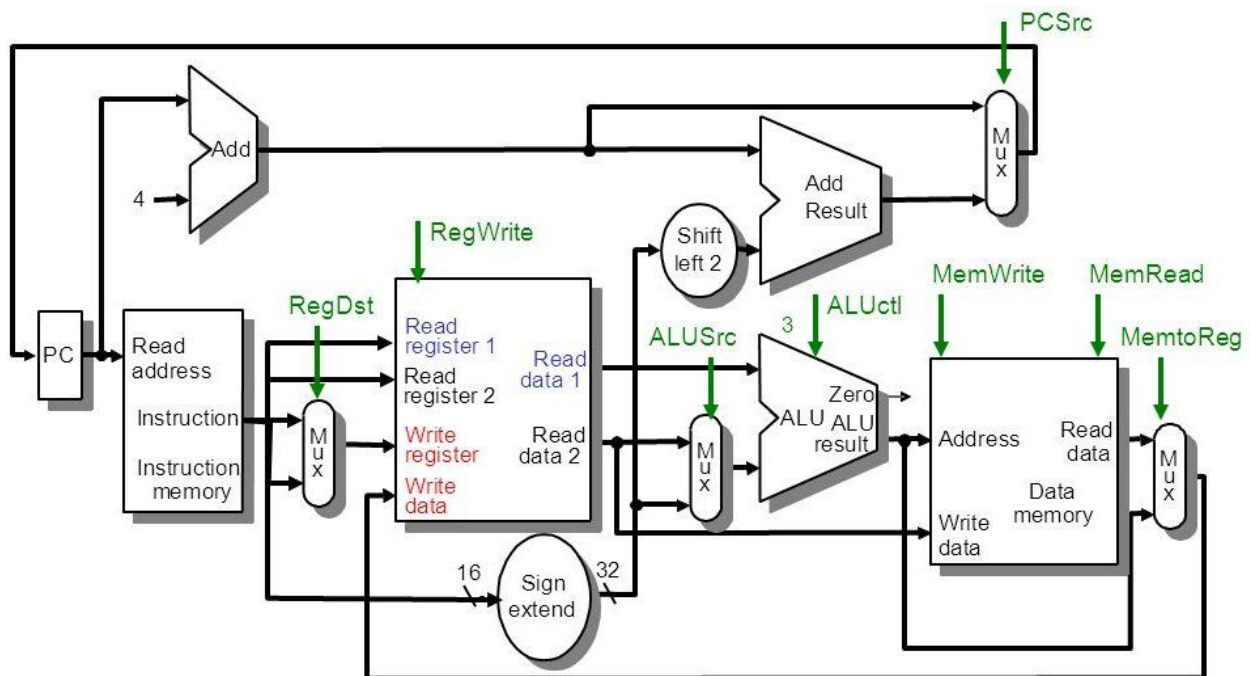 PCSrc
Add
4
Mux
Add
Result
Shift
left 2
RegWrite
MemWrite
MemRead
RegDst
ALUSrc
3
ALUctl
MemtoReg
PC
Read
address
Instruction
Instruction
memory
Mux
Read
register 1
Read
register 2
Write
register
Write
data
Read
data 1
Read
data 2
Mux
Zero
ALU
ALU
result
Address
Read
data
Data
memory
Write
data
Mux
16
Sign
extend
32